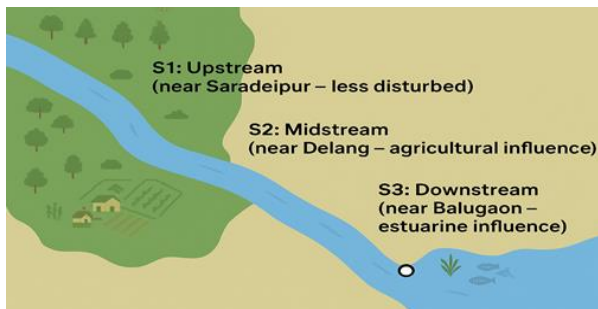 S1: Upstream
(near Saradeipur – less disturbed)
S2: Midstream
(near Delang – agricultural influence)
S3: Downstream
(near Balugaon –
estuarine influence)